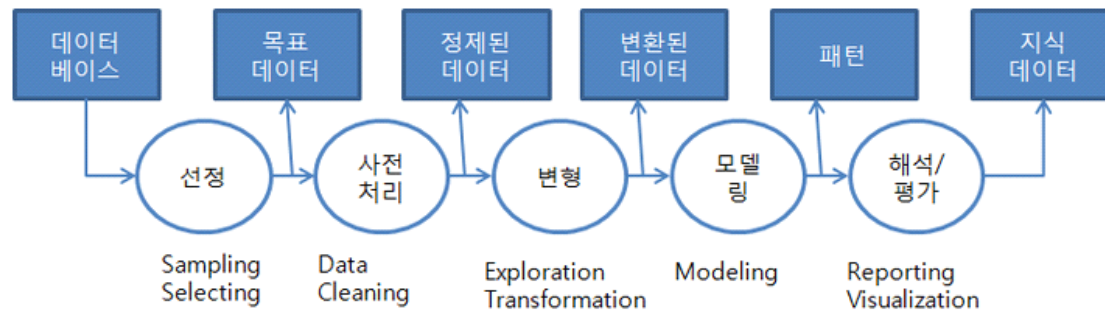 데이터
베이스
목표
데이터
정제된
데이터
변환된
데이터
패턴
지식
데이터
선정
사전
처리
변형
모델
링
해석/
평가
Sampling
Selecting
Data
Cleaning
Exploration
Transformation
Modeling
Reporting
Visualization